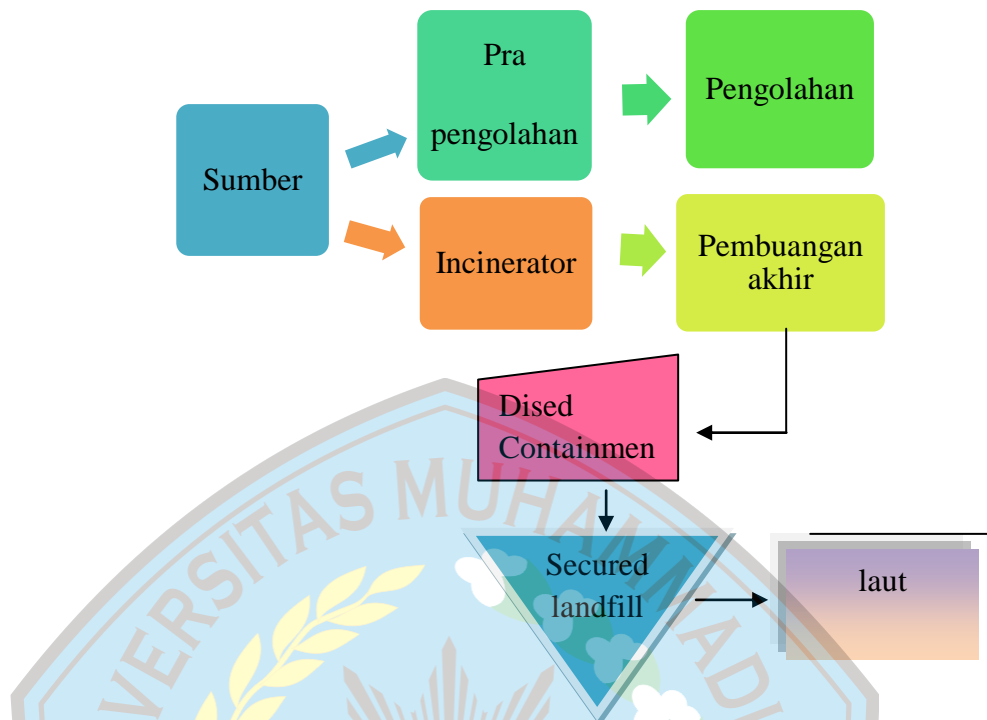 Pra
pengolahan
Pengolahan
Sumber
Incinerator
Pembuangan
akhir
Dised
Containmen
Secured
landfill
laut
VERSITAS MUHAMMADI